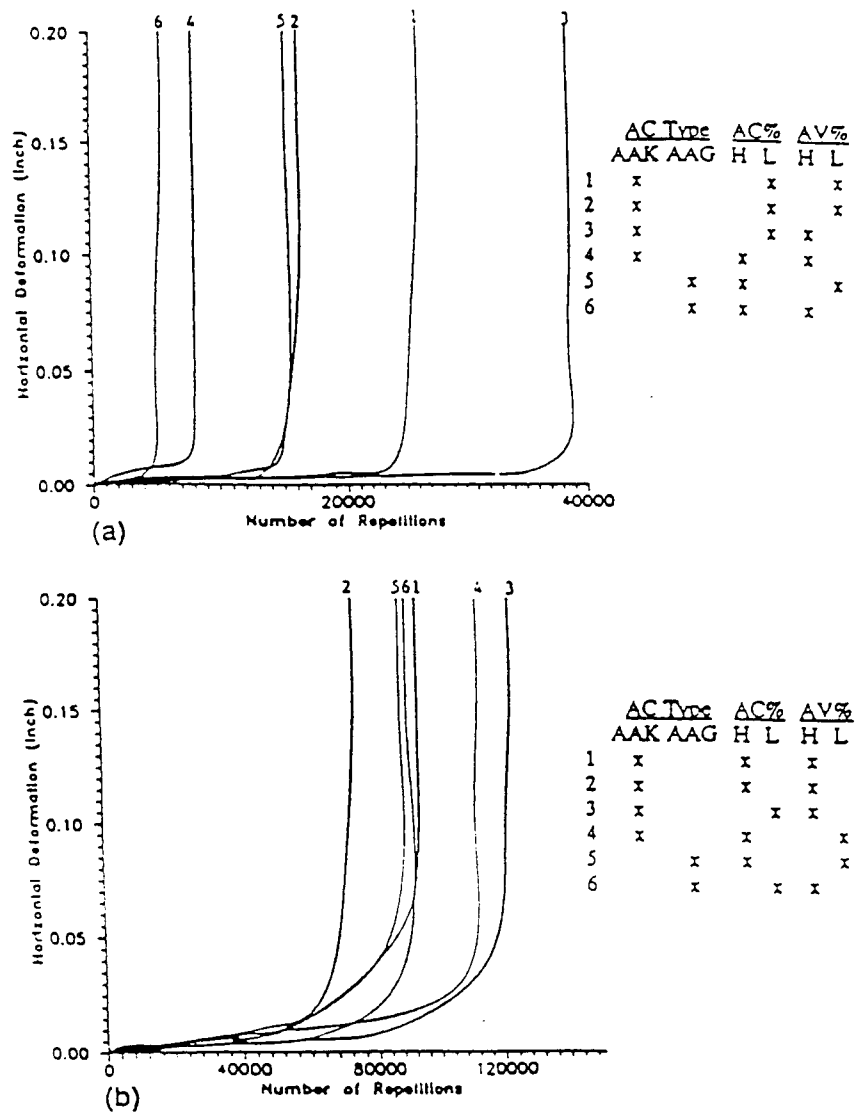 6 4 5 2 1 3
0.20
0.15
0.10
0.05
0.00
Horizontal Deformation (Inch)
0 20000 40000
Number of Repetitions
(a)
AC Type AC% AV%
AAK AAG H L H L
1 x x x
2 x x x
3 x x x
4 x x x
5 x x x
6 x x x
2 5 6 1 4 3
0.20
0.15
0.10
0.05
0.00
Horizontal Deformation (Inch)
0 40000 80000 120000
Number of Repetitions
(b)
AC Type AC% AV%
AAK AAG H L H L
1 x x x
2 x x x
3 x x x
4 x x x
5 x x x
6 x x x